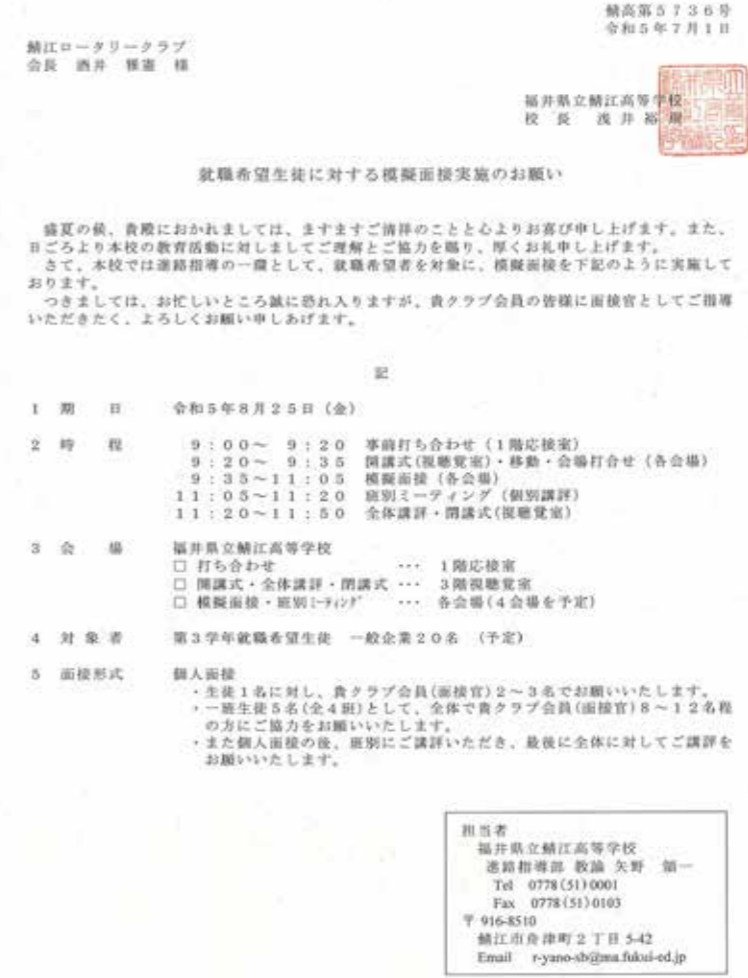 鯖高第5736号
令和5年7月1日
鯖江ロータリークラブ
会長 酒井 雅憲 様
福井県立鯖江高等学校
校 長 浅 井 裕
就職希望生徒に対する模擬面接実施のお願い
盛夏の候、貴殿におかれましては、ますますご清祥のことと心よりお喜び申し上げます。また、
日ごろより本校の教育活動に対しましてご理解とご協力を賜り、厚くお礼申し上げます。
さて、本校では進路指導の一環として、就職希望者を対象に、模擬面接を下記のように実施して
おります。
つきましては、お忙しいところ誠に恐れ入りますが、貴クラブ会員の皆様に面接官としてご指導
いただきたく、よろしくお願い申しあげます。
記
1 期 日 令和5年8月25日(金)
2 時 程 9:00~ 9:20 事前打ち合わせ(1階応接室)
9:20~ 9:35 開講式(視聴覚室)・移動・会場打合せ(各会場)
9:35~11:05 模擬面接(各会場)
11:05~11:20 班別ミーティング(個別講評)
11:20~11:50 全体講評・閉講式(視聴覚室)
3 会 場 福井県立鯖江高等学校
□ 打ち合わせ ・・・ 1階応接室
□ 開講式・全体講評・閉講式 ・・・ 3階視聴覚室
□ 模擬面接・班別ミーティング ・・・ 各会場(4会場を予定)
4 対 象 者 第3学年就職希望生徒 一般企業20名 (予定)
5 面接形式 個人面接
・生徒1名に対し、貴クラブ会員(面接官)2~3名でお願いいたします。
・一班生徒5名(全4班)として、全体で貴クラブ会員(面接官)8~12名程
の方にご協力をお願いいたします。
・また個人面接の後、班別にご講評いただき、最後に全体に対してご講評を
お願いいたします。
担当者
福井県立鯖江高等学校
進路指導部 教諭 矢野 領一
Tel 0778(51)0001
Fax 0778(51)0103
〒916-8510
鯖江市舟津町2丁目5-42
Email r-yano-sb@ma.fukui-ed.jp